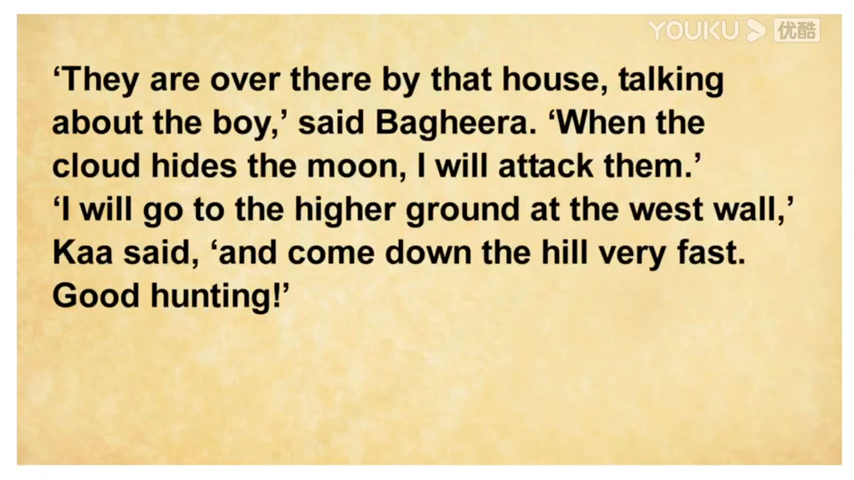 YOUKU 优酷
‘They are over there by that house, talking
about the boy,’ said Bagheera. ‘When the
cloud hides the moon, I will attack them.’
‘I will go to the higher ground at the west wall,’
Kaa said, ‘and come down the hill very fast.
Good hunting!’